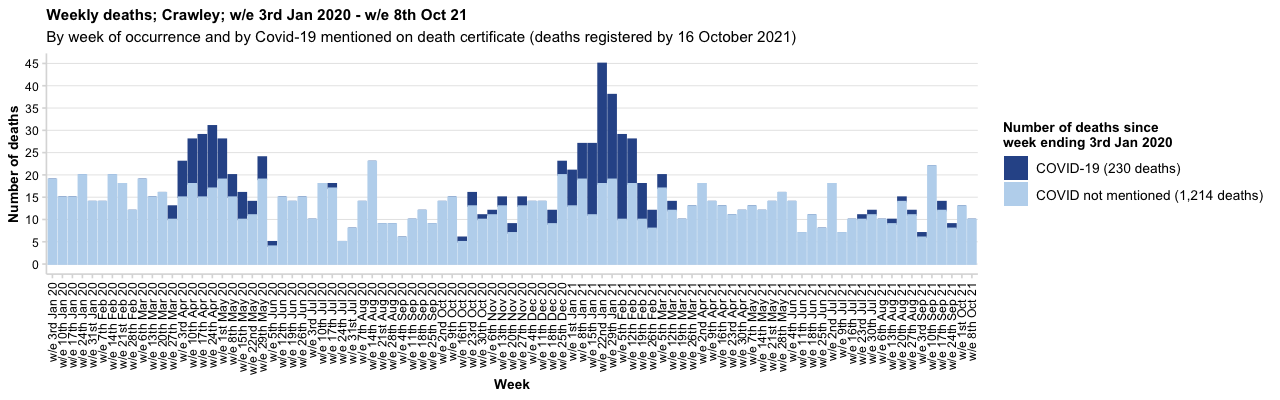 Weekly deaths; Crawley; w/e 3rd Jan 2020 - w/e 8th Oct 21
By week of occurrence and by Covid-19 mentioned on death certificate (deaths registered by 16 October 2021)
Number of deaths
45
40
35
30
25
20
15
10
5
0
w/e 3rd Jan 20
w/e 10th Jan 20
w/e 17th Jan 20
w/e 24th Jan 20
w/e 31st Jan 20
w/e 7th Feb 20
w/e 14th Feb 20
w/e 21st Feb 20
w/e 28th Feb 20
w/e 6th Mar 20
w/e 13th Mar 20
w/e 20th Mar 20
w/e 27th Mar 20
w/e 3rd Apr 20
w/e 10th Apr 20
w/e 17th Apr 20
w/e 24th Apr 20
w/e 1st May 20
w/e 8th May 20
w/e 15th May 20
w/e 22nd May 20
w/e 29th May 20
w/e 5th Jun 20
w/e 12th Jun 20
w/e 19th Jun 20
w/e 26th Jun 20
w/e 3rd Jul 20
w/e 10th Jul 20
w/e 17th Jul 20
w/e 24th Jul 20
w/e 31st Jul 20
w/e 7th Aug 20
w/e 14th Aug 20
w/e 21st Aug 20
w/e 28th Aug 20
w/e 4th Sep 20
w/e 11th Sep 20
w/e 18th Sep 20
w/e 25th Sep 20
w/e 2nd Oct 20
w/e 9th Oct 20
w/e 16th Oct 20
w/e 23rd Oct 20
w/e 30th Oct 20
w/e 6th Nov 20
w/e 13th Nov 20
w/e 20th Nov 20
w/e 27th Nov 20
w/e 4th Dec 20
w/e 11th Dec 20
w/e 18th Dec 20
w/e 25th Dec 20
w/e 1st Jan 21
w/e 8th Jan 21
w/e 15th Jan 21
w/e 22nd Jan 21
w/e 29th Jan 21
w/e 5th Feb 21
w/e 12th Feb 21
w/e 19th Feb 21
w/e 26th Feb 21
w/e 5th Mar 21
w/e 12th Mar 21
w/e 19th Mar 21
w/e 26th Mar 21
w/e 2nd Apr 21
w/e 9th Apr 21
w/e 16th Apr 21
w/e 23rd Apr 21
w/e 30th Apr 21
w/e 7th May 21
w/e 14th May 21
w/e 21st May 21
w/e 28th May 21
w/e 4th Jun 21
w/e 11th Jun 21
w/e 18th Jun 21
w/e 25th Jun 21
w/e 2nd Jul 21
w/e 9th Jul 21
w/e 16th Jul 21
w/e 23rd Jul 21
w/e 30th Jul 21
w/e 6th Aug 21
w/e 13th Aug 21
w/e 20th Aug 21
w/e 27th Aug 21
w/e 3rd Sep 21
w/e 10th Sep 21
w/e 17th Sep 21
w/e 24th Sep 21
w/e 1st Oct 21
w/e 8th Oct 21
Week
Number of deaths since
week ending 3rd Jan 2020
COVID-19 (230 deaths)
COVID not mentioned (1,214 deaths)